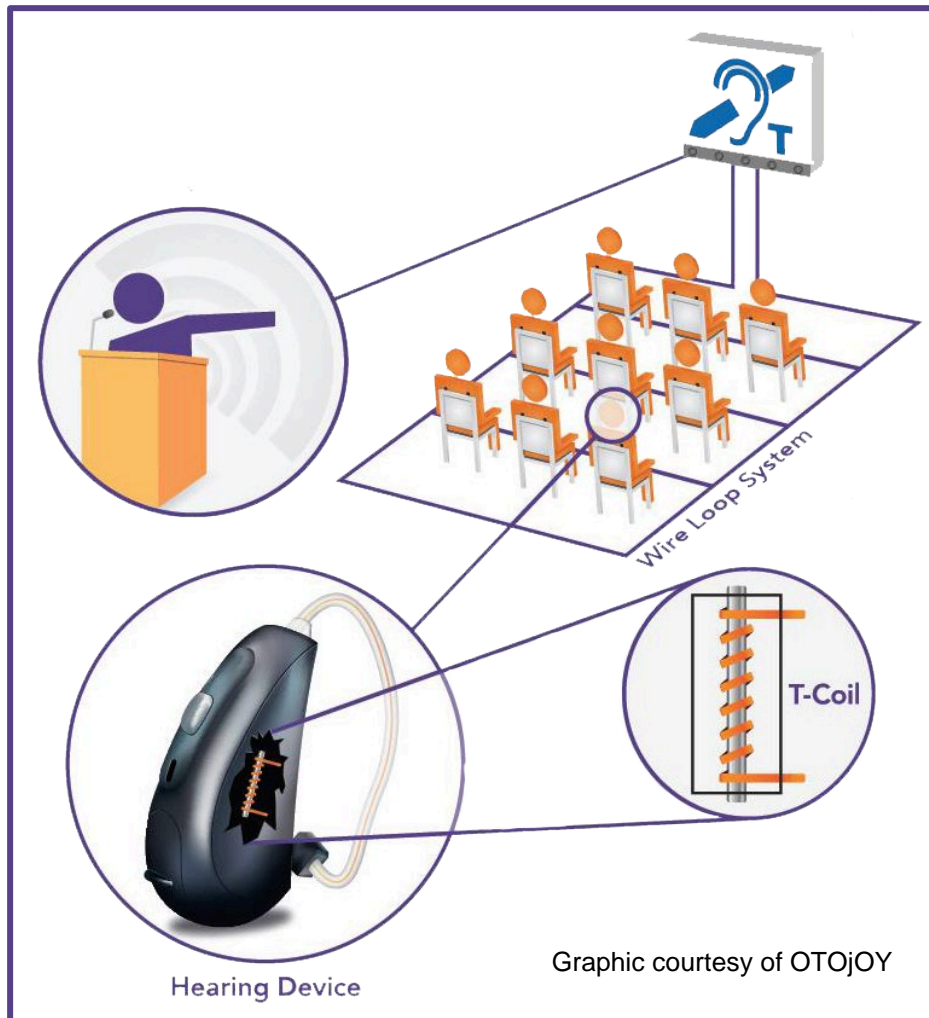 T
Wire Loop System
T-Coil
Hearing Device
Graphic courtesy of OTOjOY